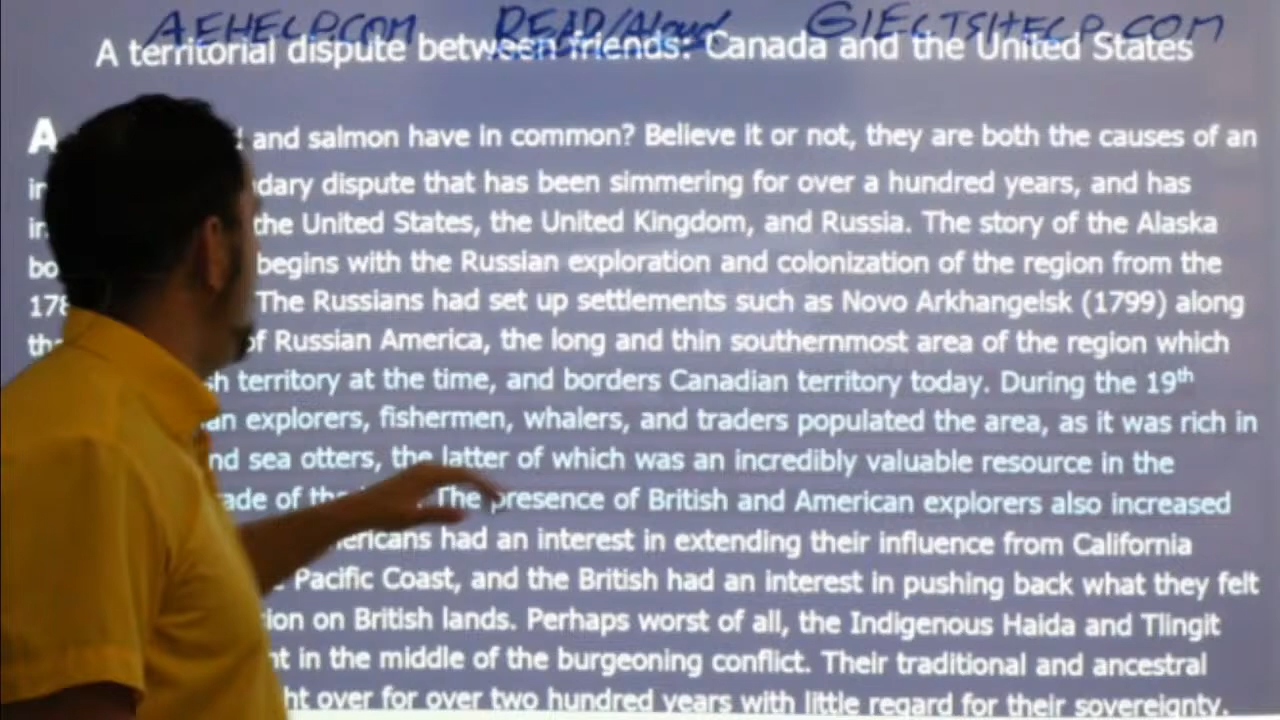 AEHELP.COM READ/Aloud GIELTSHELP.COM
A territorial dispute between friends: Canada and the United States
A and salmon have in common? Believe it or not, they are both the causes of an
dary dispute that has been simmering for over a hundred years, and has
the United States, the United Kingdom, and Russia. The story of the Alaska
bo begins with the Russian exploration and colonization of the region from the
178 The Russians had set up settlements such as Novo Arkhangelsk (1799) along
of Russian America, the long and thin southernmost area of the region which
sh territory at the time, and borders Canadian territory today. During the 19th
an explorers, fishermen, whalers, and traders populated the area, as it was rich in
nd sea otters, the latter of which was an incredibly valuable resource in the
ade of the The presence of British and American explorers also increased
ericans had an interest in extending their influence from California
Pacific Coast, and the British had an interest in pushing back what they felt
ion on British lands. Perhaps worst of all, the Indigenous Haida and Tlingit
ht in the middle of the burgeoning conflict. Their traditional and ancestral
ht over for over two hundred years with little regard for their sovereignty.